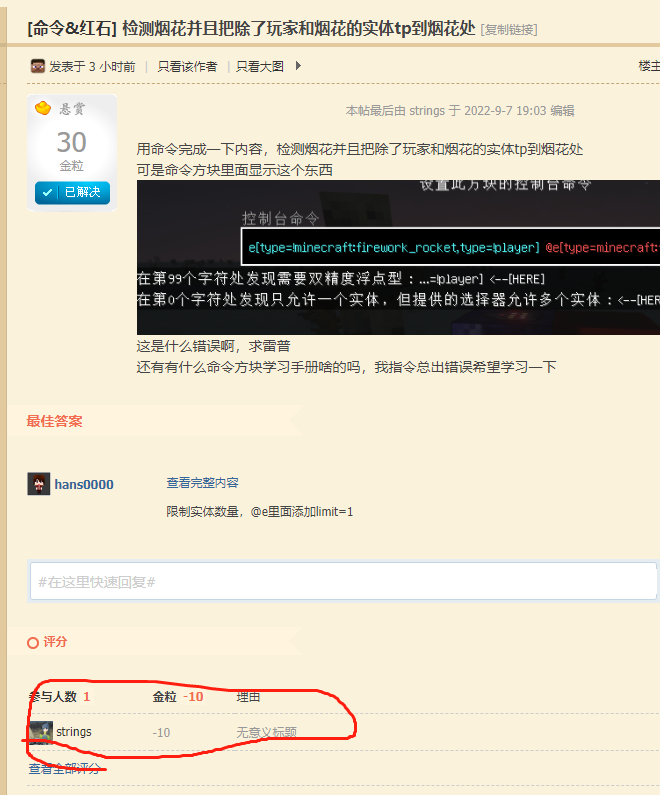 [命令&红石] 检测烟花并且把除了玩家和烟花的实体tp到烟花处 [复制链接]
发表于 3 小时前 | 只看该作者 | 只看大图 楼主
悬赏
30
金粒
已解决
本帖最后由 strings 于 2022-9-7 19:03 编辑
用命令完成一下内容，检测烟花并且把除了玩家和烟花的实体tp到烟花处
可是命令方块里面显示这个东西
设置此方块的控制台命令
控制台命令
e[type=!minecraft:firework_rocket,type=!player] @e[type=minecraft:
在第99个字符处发现需要双精度浮点型：...=!player] <--[HERE]
在第0个字符处发现只允许一个实体，但提供的选择器允许多个实体：<--[HER
这是什么错误啊，求雷普
还有有什么命令方块学习手册啥的吗，我指令总出错误希望学习一下
最佳答案
hans0000
查看完整内容
限制实体数量，@e里面添加limit=1
#在这里快速回复#
评分
参与人数 1 金粒 -10 理由
strings -10 无意义标题
查看全部评分